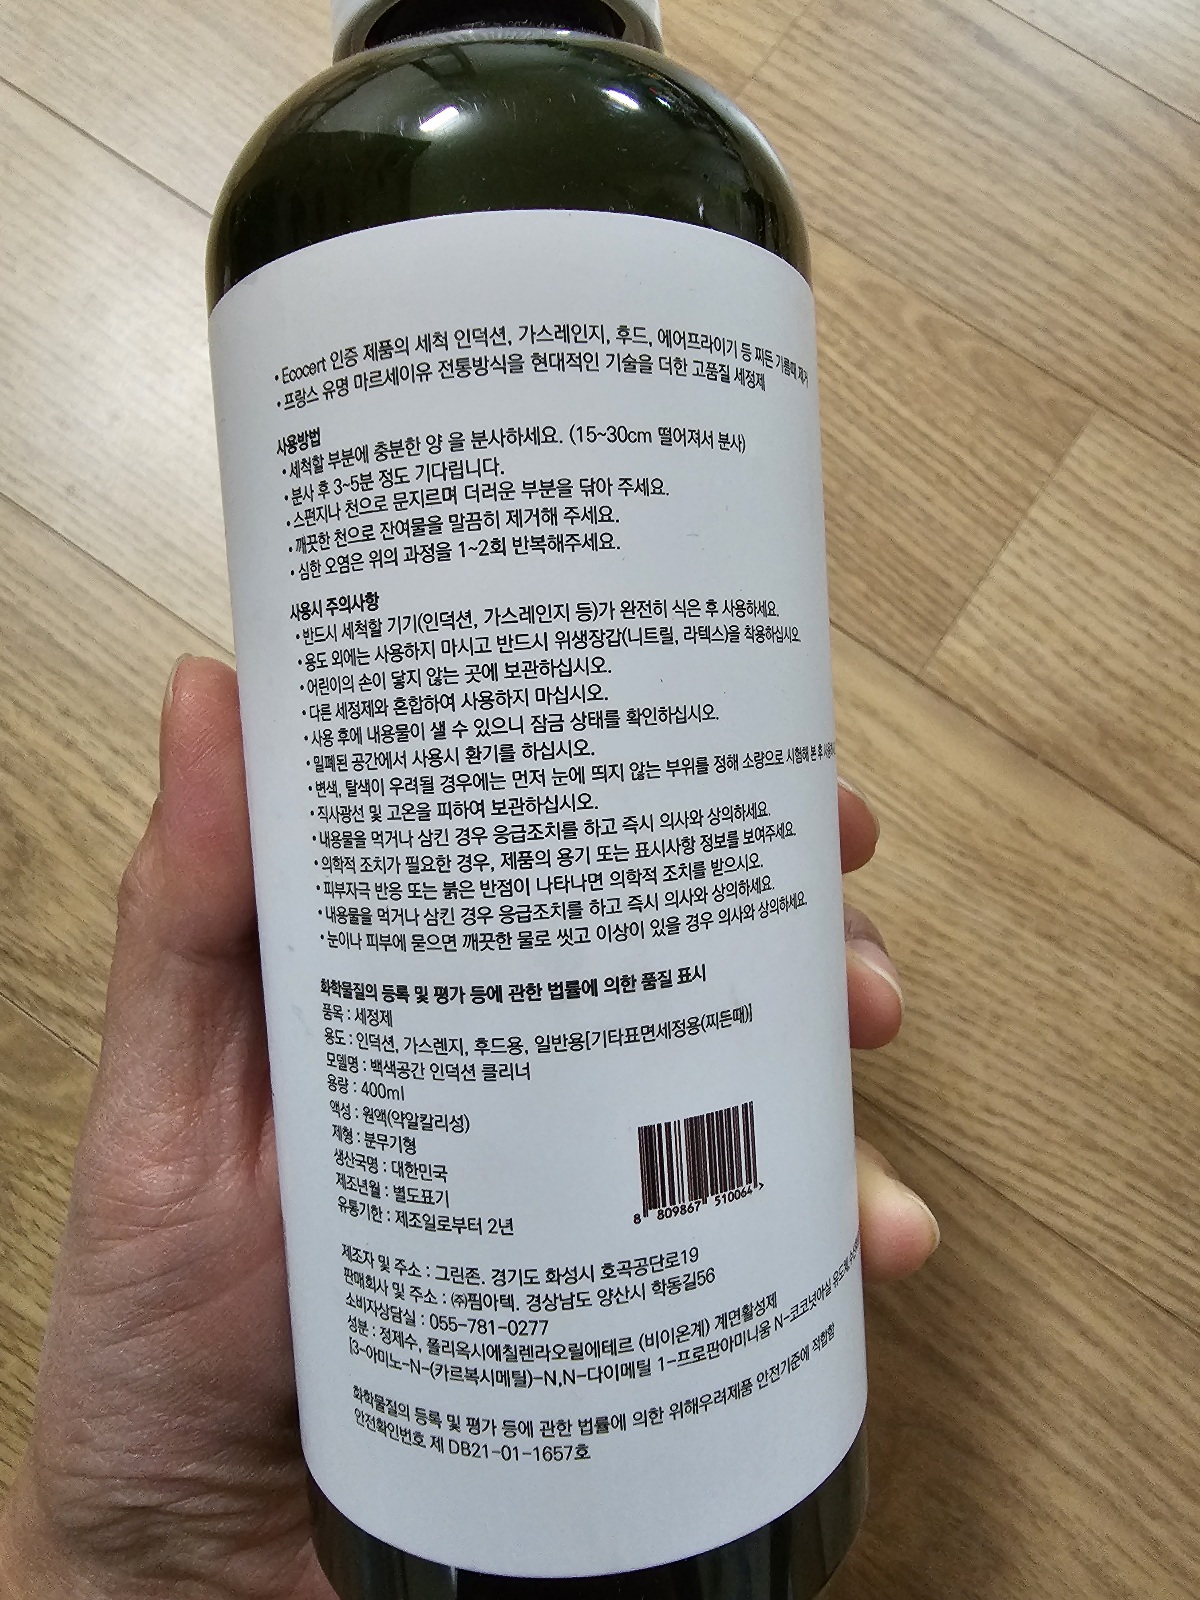 • Ecocert 인증 제품의 세척 인덕션, 가스레인지, 후드, 에어프라이기 등 찌든 기름때 제거
• 프랑스 유명 마르세이유 전통방식을 현대적인 기술을 더한 고품질 세정제
사용방법
• 세척할 부분에 충분한 양 을 분사하세요. (15~30cm 떨어져서 분사)
• 분사 후 3~5분 정도 기다립니다.
• 스펀지나 천으로 문지르며 더러운 부분을 닦아 주세요.
• 깨끗한 천으로 잔여물을 말끔히 제거해 주세요.
• 심한 오염은 위의 과정을 1~2회 반복해주세요.
사용시 주의사항
• 반드시 세척할 기기(인덕션, 가스레인지 등)가 완전히 식은 후 사용하세요.
• 용도 외에는 사용하지 마시고 반드시 위생장갑(니트릴, 라텍스)을 착용하십시오.
• 어린이의 손이 닿지 않는 곳에 보관하십시오.
• 다른 세정제와 혼합하여 사용하지 마십시오.
• 사용 후에 내용물이 샐 수 있으니 잠금 상태를 확인하십시오.
• 밀폐된 공간에서 사용시 환기를 하십시오.
• 변색, 탈색이 우려될 경우에는 먼저 눈에 띄지 않는 부위를 정해 소량으로 시험해 본 후
• 직사광선 및 고온을 피하여 보관하십시오.
• 내용물을 먹거나 삼킨 경우 응급조치를 하고 즉시 의사와 상의하세요.
• 의학적 조치가 필요한 경우, 제품의 용기 또는 표시사항 정보를 보여주세요.
• 피부자극 반응 또는 붉은 반점이 나타나면 의학적 조치를 받으시오.
• 내용물을 먹거나 삼킨 경우 응급조치를 하고 즉시 의사와 상의하세요.
• 눈이나 피부에 묻으면 깨끗한 물로 씻고 이상이 있을 경우 의사와 상의하세요.
화학물질의 등록 및 평가 등에 관한 법률에 의한 품질 표시
품목 : 세정제
용도 : 인덕션, 가스렌지, 후드용, 일반용[기타표면세정용(찌든때)]
모델명 : 백색공간 인덕션 클리너
용량 : 400ml
액성 : 원액(약알칼리성)
제형 : 분무기형
생산국명 : 대한민국
제조년월 : 별도표기
유통기한 : 제조일로부터 2년
8 809867 510064 >
제조자 및 주소 : 그린존. 경기도 화성시 호곡공단로19
판매회사 및 주소 : ㈜핌아텍. 경상남도 양산시 학동길56
소비자상담실 : 055-781-0277
성분 : 정제수, 폴리옥시에칠렌라오릴에테르 (비이온계) 계면활성제
[3-아미노-N-(카르복시메틸)-N,N-다이메틸 1-프로판아미니움 N-코코넛아실 유도체,
화학물질의 등록 및 평가 등에 관한 법률에 의한 위해우려제품 안전기준에 적합함
안전확인번호 제 DB21-01-1657호